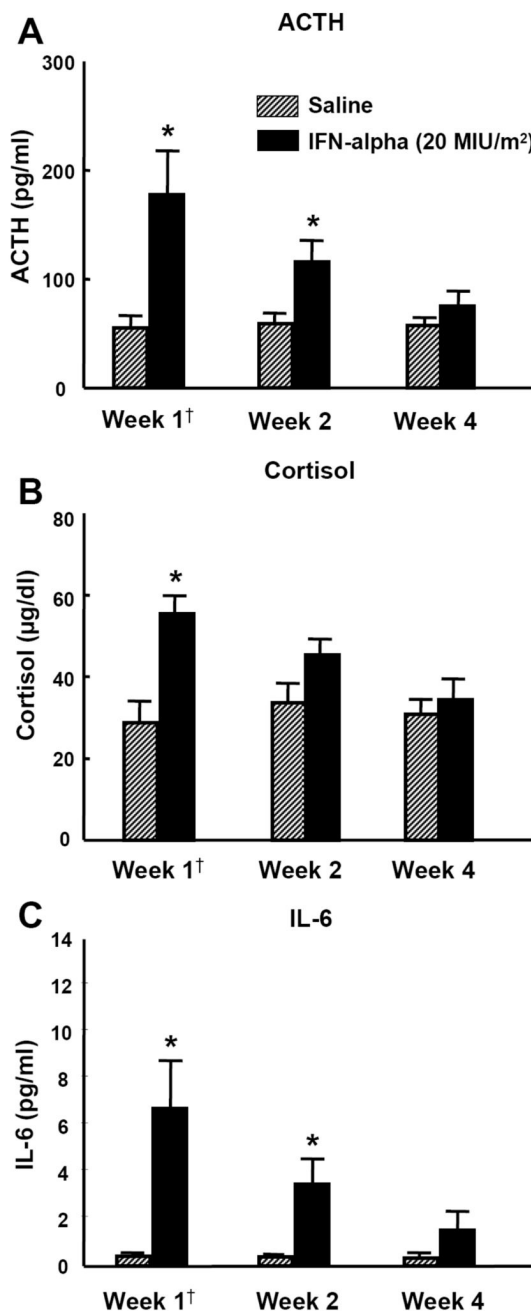 A
ACTH
300
200
100
0
ACTH (pg/ml)
Saline
IFN-alpha (20 MIU/m²)
*
*
Week 1† Week 2 Week 4
B
Cortisol
80
60
40
20
0
Cortisol (µg/dl)
*
Week 1† Week 2 Week 4
C
IL-6
14
12
10
8
6
4
2
0
IL-6 (pg/ml)
*
*
Week 1† Week 2 Week 4